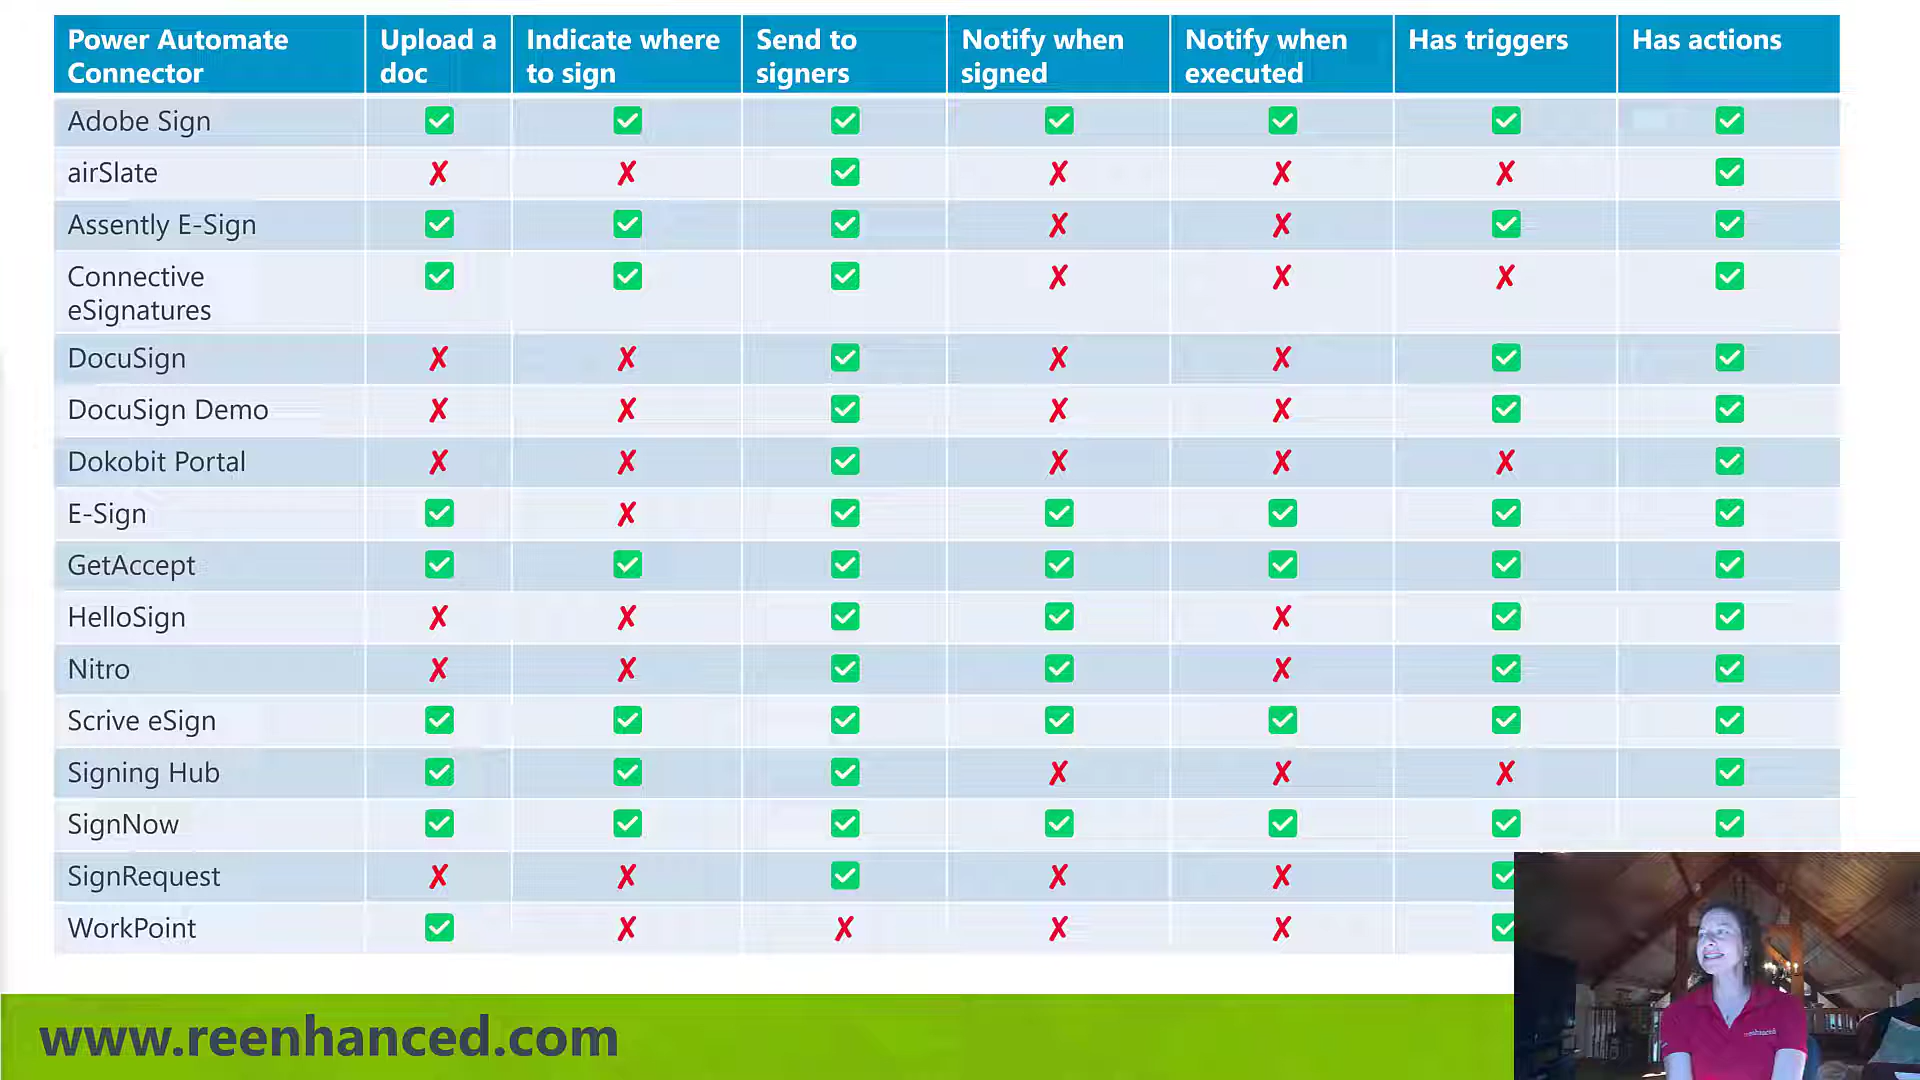 Power Automate Connector
Upload a doc
Indicate where to sign
Send to signers
Notify when signed
Notify when executed
Has triggers
Has actions
Adobe Sign ✅ ✅ ✅ ✅ ✅ ✅ ✅
airSlate ✗ ✗ ✅ ✗ ✗ ✗ ✅
Assently E-Sign ✅ ✅ ✅ ✗ ✗ ✅ ✅
Connective eSignatures ✅ ✅ ✅ ✗ ✗ ✗ ✅
DocuSign ✗ ✗ ✅ ✗ ✗ ✅ ✅
DocuSign Demo ✗ ✗ ✅ ✗ ✗ ✅ ✅
Dokobit Portal ✗ ✗ ✅ ✗ ✗ ✗ ✅
E-Sign ✅ ✗ ✅ ✅ ✅ ✅ ✅
GetAccept ✅ ✅ ✅ ✅ ✅ ✅ ✅
HelloSign ✗ ✗ ✅ ✅ ✗ ✅ ✅
Nitro ✗ ✗ ✅ ✅ ✗ ✅ ✅
Scrive eSign ✅ ✅ ✅ ✅ ✅ ✅ ✅
Signing Hub ✅ ✅ ✅ ✗ ✗ ✗ ✅
SignNow ✅ ✅ ✅ ✅ ✅ ✅ ✅
SignRequest ✗ ✗ ✅ ✗ ✗ ✅
WorkPoint ✅ ✗ ✗ ✗ ✗ ✅
www.reenhanced.com
reenhanced